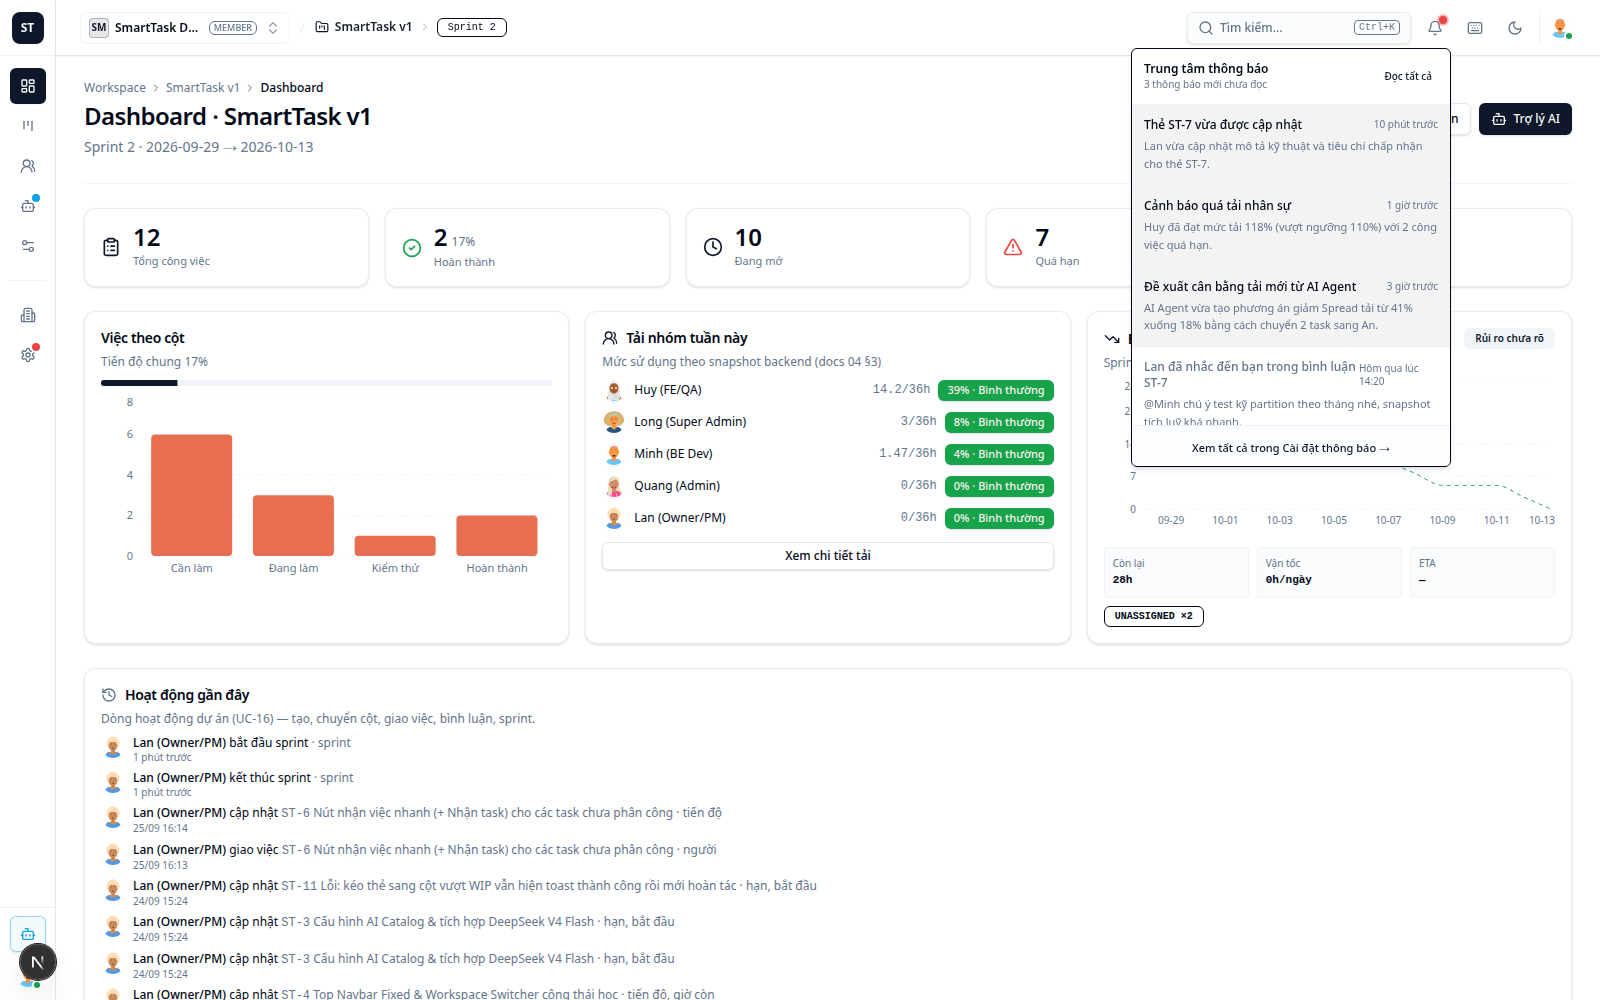 ST
SM SmartTask D... MEMBER
/
SmartTask v1
Sprint 2
Tìm kiếm...
Ctrl+K
Workspace > SmartTask v1 > Dashboard
Dashboard · SmartTask v1
Sprint 2 · 2026-09-29 → 2026-10-13
Trợ lý AI
Trung tâm thông báo
3 thông báo mới chưa đọc
Đọc tất cả
Thẻ ST-7 vừa được cập nhật
10 phút trước
Lan vừa cập nhật mô tả kỹ thuật và tiêu chí chấp nhận
cho thẻ ST-7.
Cảnh báo quá tải nhân sự
1 giờ trước
Huy đã đạt mức tải 118% (vượt ngưỡng 110%) với 2 công
việc quá hạn.
Đề xuất cân bằng tải mới từ AI Agent
3 giờ trước
AI Agent vừa tạo phương án giảm Spread tải từ 41%
xuống 18% bằng cách chuyển 2 task sang An.
Lan đã nhắc đến bạn trong bình luận
ST-7
Hôm qua lúc
14:20
@Minh chú ý test kỹ partition theo tháng nhé, snapshot
tích luỹ khá nhanh.
Xem tất cả trong Cài đặt thông báo →
12
Tổng công việc
2 17%
Hoàn thành
10
Đang mở
7
Quá hạn
Việc theo cột
Tiến độ chung 17%
8
6
4
2
0
Cần làm
Đang làm
Kiểm thử
Hoàn thành
Tải nhóm tuần này
Mức sử dụng theo snapshot backend (docs 04 §3)
Huy (FE/QA) 14.2/36h 39% · Bình thường
Long (Super Admin) 3/36h 8% · Bình thường
Minh (BE Dev) 1.47/36h 4% · Bình thường
Quang (Admin) 0/36h 0% · Bình thường
Lan (Owner/PM) 0/36h 0% · Bình thường
Xem chi tiết tải
Rủi ro chưa rõ
7
0
09-29
10-01
10-03
10-05
10-07
10-09
10-11
10-13
Còn lại
28h
Vận tốc
0h/ngày
ETA
—
UNASSIGNED ×2
Hoạt động gần đây
Dòng hoạt động dự án (UC-16) — tạo, chuyển cột, giao việc, bình luận, sprint.
Lan (Owner/PM) bắt đầu sprint · sprint
1 phút trước
Lan (Owner/PM) kết thúc sprint · sprint
1 phút trước
Lan (Owner/PM) cập nhật ST-6 Nút nhận việc nhanh (+ Nhận task) cho các task chưa phân công · tiến độ
25/09 16:14
Lan (Owner/PM) giao việc ST-6 Nút nhận việc nhanh (+ Nhận task) cho các task chưa phân công · người
25/09 16:13
Lan (Owner/PM) cập nhật ST-11 Lỗi: kéo thẻ sang cột vượt WIP vẫn hiện toast thành công rồi mới hoàn tác · hạn, bắt đầu
24/09 15:24
Lan (Owner/PM) cập nhật ST-3 Cấu hình AI Catalog & tích hợp DeepSeek V4 Flash · hạn, bắt đầu
24/09 15:24
Lan (Owner/PM) cập nhật ST-3 Cấu hình AI Catalog & tích hợp DeepSeek V4 Flash · hạn, bắt đầu
24/09 15:24
Lan (Owner/PM) cập nhật ST-4 Top Navbar Fixed & Workspace Switcher công thái học · tiến độ, giờ còn
N